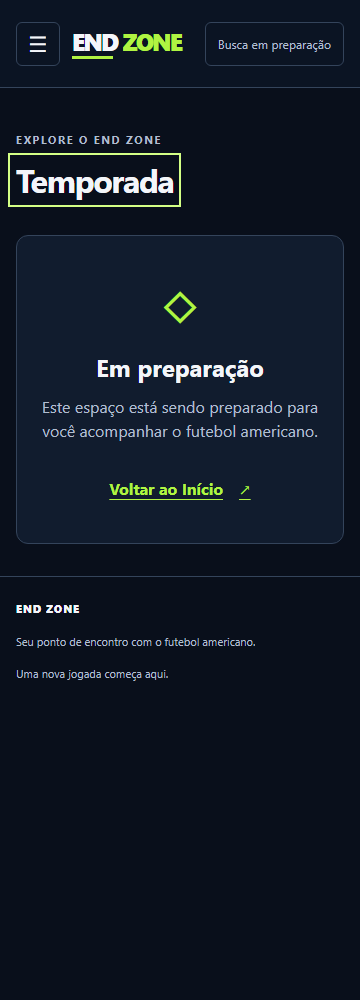 END ZONE
Busca em preparação
EXPLORE O END ZONE
Temporada
Em preparação
Este espaço está sendo preparado para
você acompanhar o futebol americano.
Voltar ao Início ↗
END ZONE
Seu ponto de encontro com o futebol americano.
Uma nova jogada começa aqui.